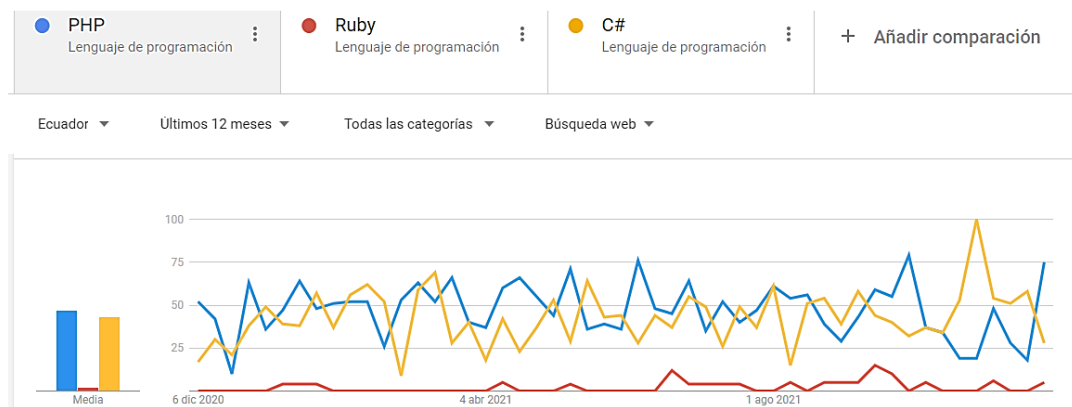 PHP
Lenguaje de programación
Ruby
Lenguaje de programación
C#
Lenguaje de programación
+ Añadir comparación
Ecuador
Últimos 12 meses
Todas las categorías
Búsqueda web
100
75
50
25
Media
6 dic 2020
4 abr 2021
1 ago 2021